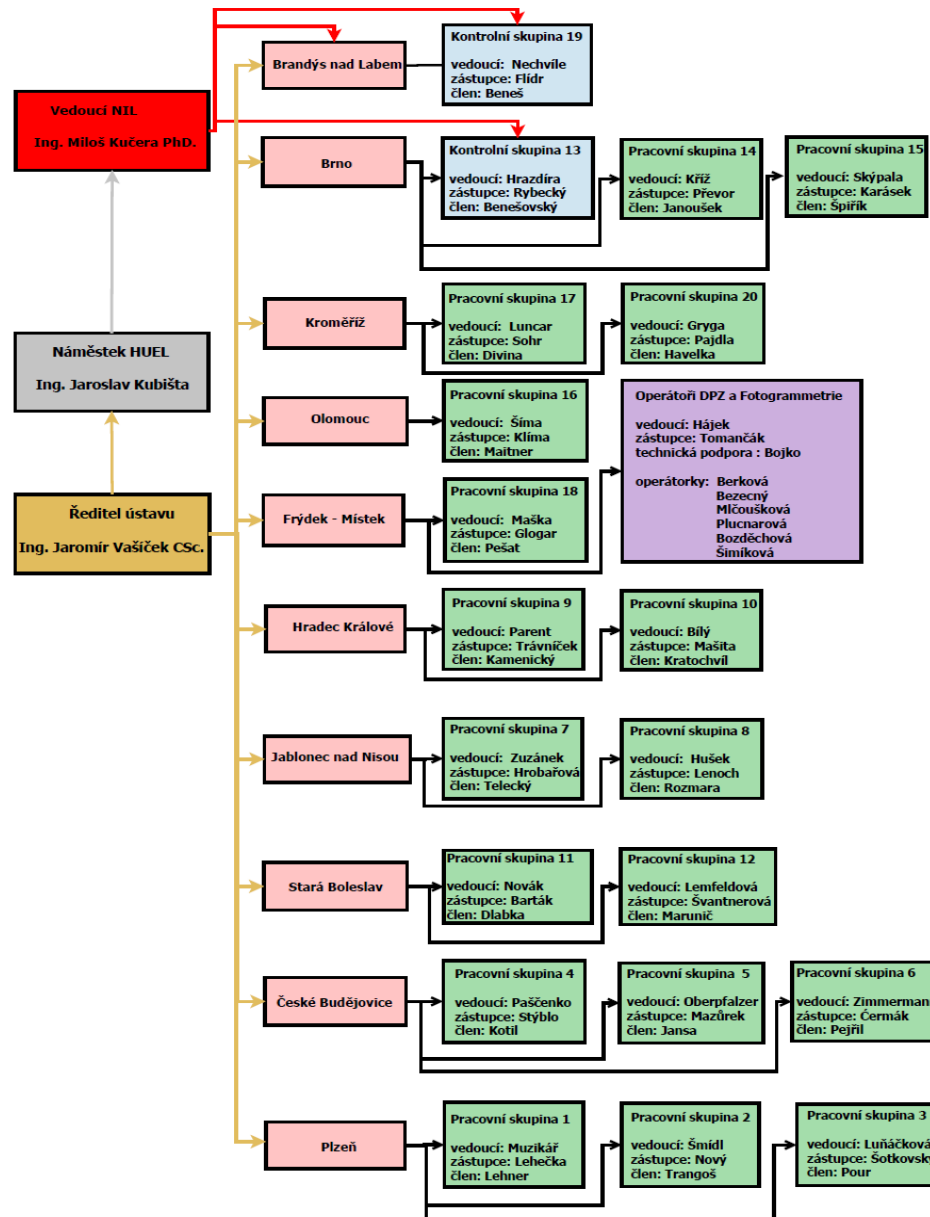 Vedoucí NIL
Ing. Miloš Kučera PhD.
Náměstek HUEL
Ing. Jaroslav Kubišta
Ředitel ústavu
Ing. Jaromír Vašíček CSc.
Brandýs nad Labem
Kontrolní skupina 19
vedoucí: Nechvíle
zástupce: Flídr
člen: Beneš
Brno
Kontrolní skupina 13
vedoucí: Hrazdíra
zástupce: Rybecký
člen: Benešovský
Pracovní skupina 14
vedoucí: Kříž
zástupce: Převor
člen: Janoušek
Pracovní skupina 15
vedoucí: Skýpala
zástupce: Karásek
člen: Špiřík
Kroměříž
Pracovní skupina 17
vedoucí: Luncar
zástupce: Sohr
člen: Divina
Pracovní skupina 20
vedoucí: Gryga
zástupce: Pajdla
člen: Havelka
Olomouc
Pracovní skupina 16
vedoucí: Šíma
zástupce: Klíma
člen: Maitner
Operátoři DPZ a Fotogrammetrie
vedoucí: Hájek
zástupce: Tomančák
technická podpora : Bojko
operátorky: Berková
Bezecný
Mlčoušková
Plucnarová
Bozděchová
Šimíková
Frýdek - Místek
Pracovní skupina 18
vedoucí: Maška
zástupce: Glogar
člen: Pešat
Hradec Králové
Pracovní skupina 9
vedoucí: Parent
zástupce: Trávníček
člen: Kamenický
Pracovní skupina 10
vedoucí: Bílý
zástupce: Mašita
člen: Kratochvíl
Jablonec nad Nisou
Pracovní skupina 7
vedoucí: Zuzánek
zástupce: Hrobařová
člen: Telecký
Pracovní skupina 8
vedoucí: Hušek
zástupce: Lenoch
člen: Rozmara
Stará Boleslav
Pracovní skupina 11
vedoucí: Novák
zástupce: Barták
člen: Dlabka
Pracovní skupina 12
vedoucí: Lemfeldová
zástupce: Švantnerová
člen: Marunič
České Budějovice
Pracovní skupina 4
vedoucí: Paščenko
zástupce: Stýblo
člen: Kotil
Pracovní skupina 5
vedoucí: Oberpfalzer
zástupce: Mazůrek
člen: Jansa
Pracovní skupina 6
vedoucí: Zimmerman
zástupce: Čermák
člen: Pejřil
Plzeň
Pracovní skupina 1
vedoucí: Muzikář
zástupce: Lehečka
člen: Lehner
Pracovní skupina 2
vedoucí: Šmídl
zástupce: Nový
člen: Trangoš
Pracovní skupina 3
vedoucí: Luňáčková
zástupce: Šotkovský
člen: Pour